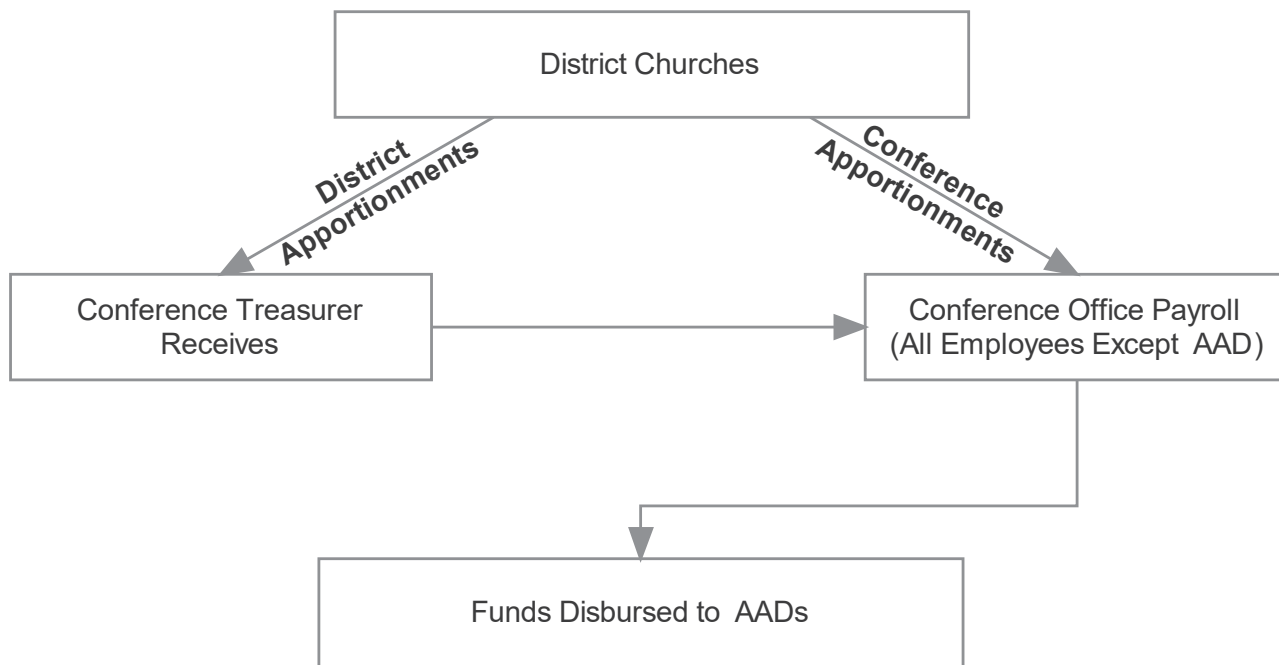 District Churches
District
Apportionments
Conference
Apportionments
Conference Treasurer
Receives
Conference Office Payroll
(All Employees Except AAD)
Funds Disbursed to AADs